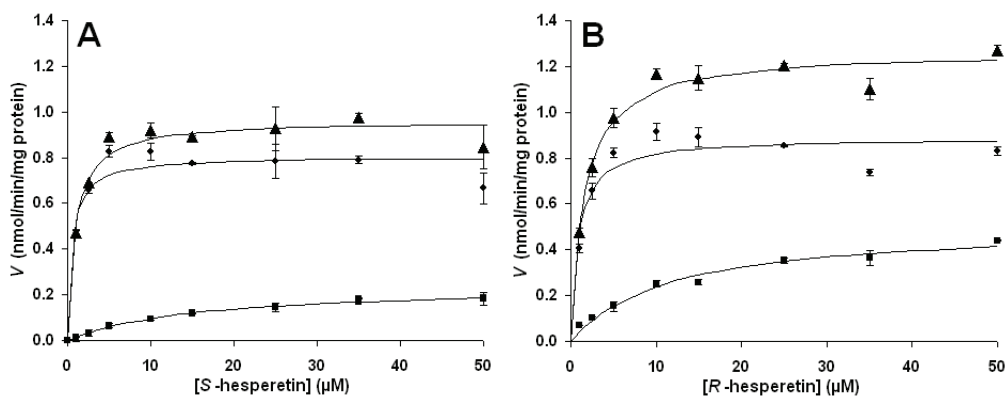 A
V (nmol/min/mg protein)
1.4
1.2
1.0
0.8
0.6
0.4
0.2
0.0
0 10 20 30 40 50
[S-hesperetin] (µM)
B
V (nmol/min/mg protein)
1.4
1.2
1.0
0.8
0.6
0.4
0.2
0.0
0 10 20 30 40 50
[R-hesperetin] (µM)